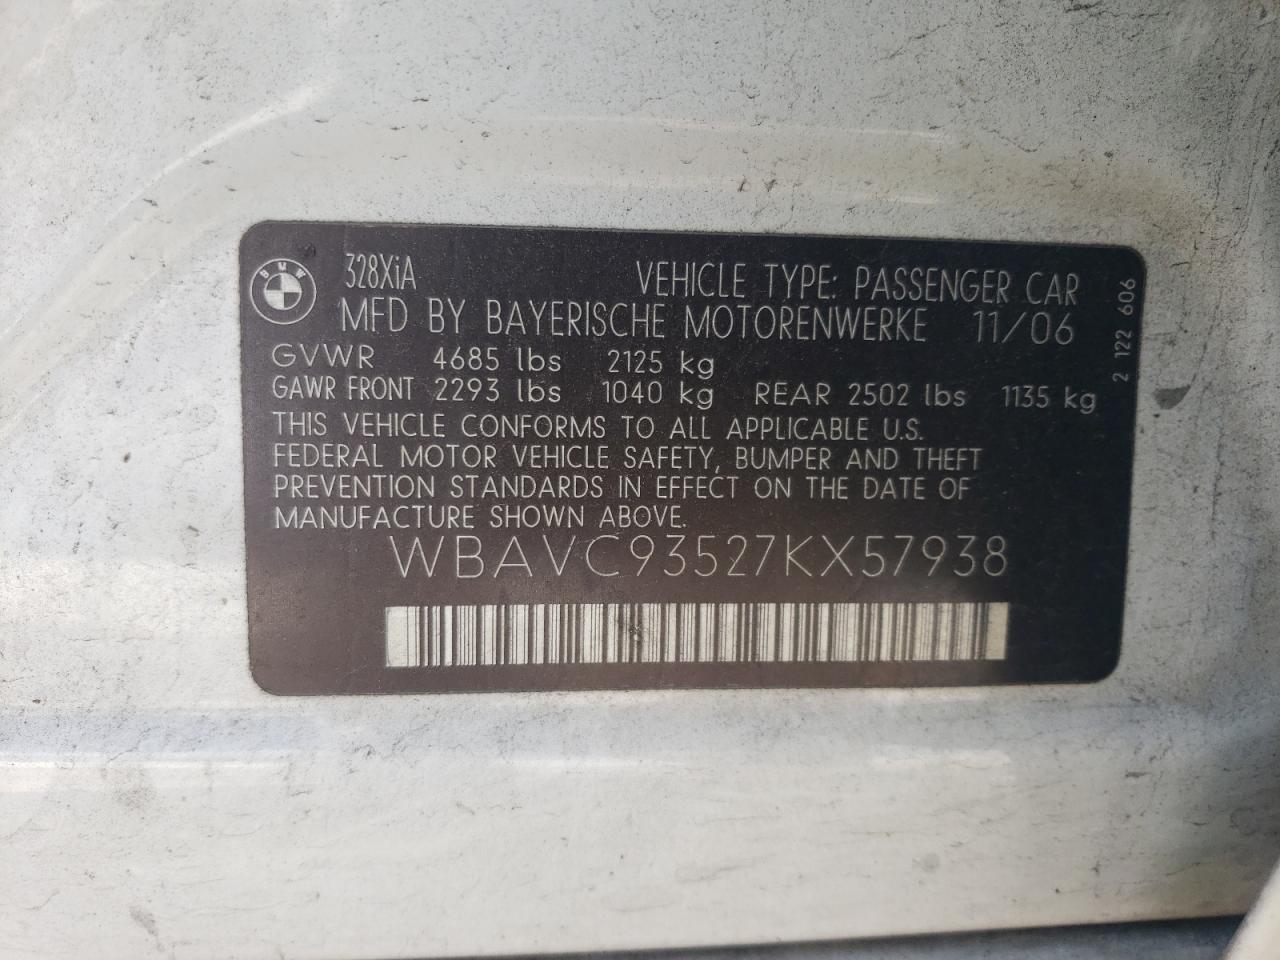 BMW
328XiA VEHICLE TYPE: PASSENGER CAR
MFD BY BAYERISCHE MOTORENWERKE 11/06
GVWR 4685 lbs 2125 kg
GAWR FRONT 2293 lbs 1040 kg REAR 2502 lbs 1135 kg
THIS VEHICLE CONFORMS TO ALL APPLICABLE U.S.
FEDERAL MOTOR VEHICLE SAFETY, BUMPER AND THEFT
PREVENTION STANDARDS IN EFFECT ON THE DATE OF
MANUFACTURE SHOWN ABOVE.
WBAVC93527KX57938
2 122 606